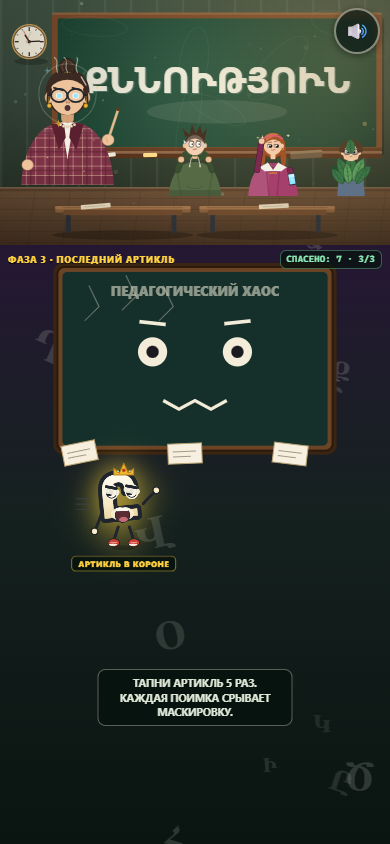 ՔՆՆՈՒԹՅՈՒՆ
ФАЗА 3 · ПОСЛЕДНИЙ АРТИКЛЬ
СПАСЕНО: 7 · 3/3
ПЕДАГОГИЧЕСКИЙ ХАОС
АРТИКЛЬ В КОРОНЕ
ТАПНИ АРТИКЛЬ 5 РАЗ.
КАЖДАЯ ПОИМКА СРЫВАЕТ
МАСКИРОВКУ.